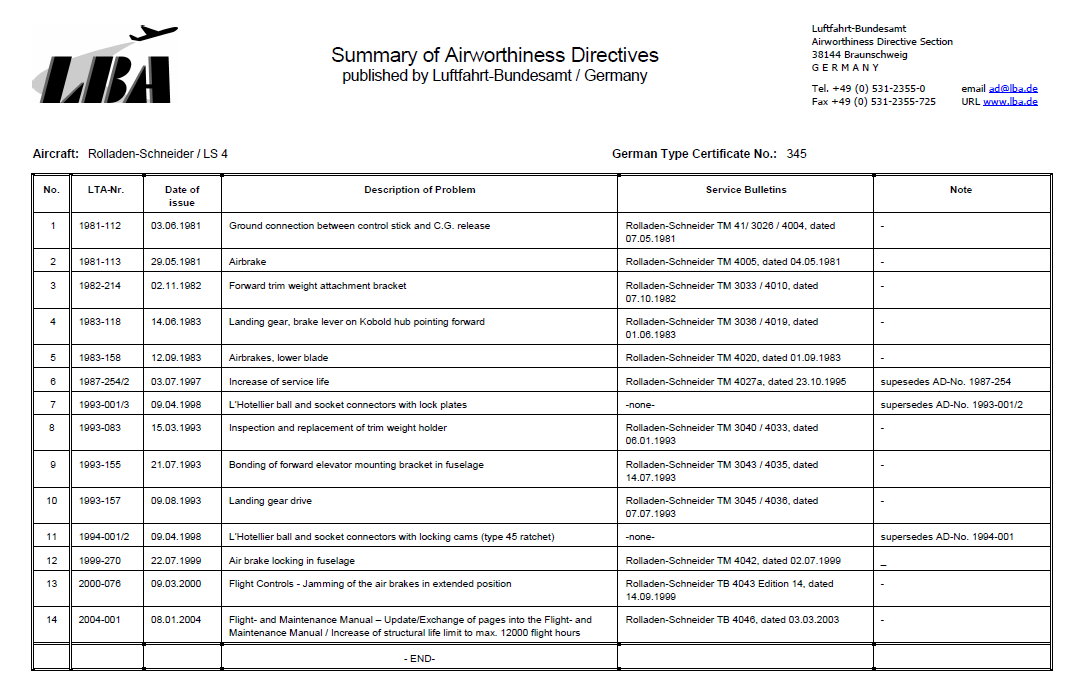 LBA
Summary of Airworthiness Directives
published by Luftfahrt-Bundesamt / Germany
Luftfahrt-Bundesamt
Airworthiness Directive Section
38144 Braunschweig
G E R M A N Y
Tel. +49 (0) 531-2355-0 email ad@lba.de
Fax +49 (0) 531-2355-725 URL www.lba.de
Aircraft: Rolladen-Schneider / LS 4 German Type Certificate No.: 345
No. LTA-Nr. Date of Description of Problem Service Bulletins Note
issue
1 1981-112 03.06.1981 Ground connection between control stick and C.G. release Rolladen-Schneider TM 41/ 3026 / 4004, dated -
07.05.1981
2 1981-113 29.05.1981 Airbrake Rolladen-Schneider TM 4005, dated 04.05.1981 -
3 1982-214 02.11.1982 Forward trim weight attachment bracket Rolladen-Schneider TM 3033 / 4010, dated -
07.10.1982
4 1983-118 14.06.1983 Landing gear, brake lever on Kobold hub pointing forward Rolladen-Schneider TM 3036 / 4019, dated -
01.06.1983
5 1983-158 12.09.1983 Airbrakes, lower blade Rolladen-Schneider TM 4020, dated 01.09.1983 -
6 1987-254/2 03.07.1997 Increase of service life Rolladen-Schneider TM 4027a, dated 23.10.1995 supesedes AD-No. 1987-254
7 1993-001/3 09.04.1998 L'Hotellier ball and socket connectors with lock plates -none- supersedes AD-No. 1993-001/2
8 1993-083 15.03.1993 Inspection and replacement of trim weight holder Rolladen-Schneider TM 3040 / 4033, dated -
06.01.1993
9 1993-155 21.07.1993 Bonding of forward elevator mounting bracket in fuselage Rolladen-Schneider TM 3043 / 4035, dated -
14.07.1993
10 1993-157 09.08.1993 Landing gear drive Rolladen-Schneider TM 3045 / 4036, dated -
07.07.1993
11 1994-001/2 09.04.1998 L'Hotellier ball and socket connectors with locking cams (type 45 ratchet) -none- supersedes AD-No. 1994-001
12 1999-270 22.07.1999 Air brake locking in fuselage Rolladen-Schneider TM 4042, dated 02.07.1999 _
13 2000-076 09.03.2000 Flight Controls - Jamming of the air brakes in extended position Rolladen-Schneider TB 4043 Edition 14, dated -
14.09.1999
14 2004-001 08.01.2004 Flight- and Maintenance Manual – Update/Exchange of pages into the Flight- and Rolladen-Schneider TB 4046, dated 03.03.2003 -
Maintenance Manual / Increase of structural life limit to max. 12000 flight hours
- END-